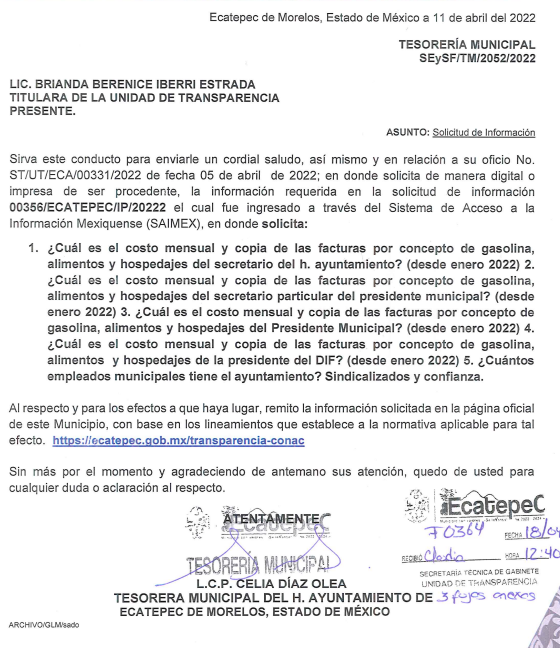 Ecatepec de Morelos, Estado de México a 11 de abril del 2022
TESORERÍA MUNICIPAL
SEySF/TM/2052/2022
LIC. BRIANDA BERENICE IBERRI ESTRADA
TITULARA DE LA UNIDAD DE TRANSPARENCIA
PRESENTE.
ASUNTO: Solicitud de Información
Sirva este conducto para enviarle un cordial saludo, así mismo y en relación a su oficio No.
ST/UT/ECA/00331/2022 de fecha 05 de abril de 2022; en donde solicita de manera digital o
impresa de ser procedente, la información requerida en la solicitud de información
00356/ECATEPEC/IP/20222 el cual fue ingresado a través del Sistema de Acceso a la
Información Mexiquense (SAIMEX), en donde solicita:
1. ¿Cuál es el costo mensual y copia de las facturas por concepto de gasolina,
alimentos y hospedajes del secretario del h. ayuntamiento? (desde enero 2022) 2.
¿Cuál es el costo mensual y copia de las facturas por concepto de gasolina,
alimentos y hospedajes del secretario particular del presidente municipal? (desde
enero 2022) 3. ¿Cuál es el costo mensual y copia de las facturas por concepto de
gasolina, alimentos y hospedajes del Presidente Municipal? (desde enero 2022) 4.
¿Cuál es el costo mensual y copia de las facturas por concepto de gasolina,
alimentos y hospedajes de la presidente del DIF? (desde enero 2022) 5. ¿Cuántos
empleados municipales tiene el ayuntamiento? Sindicalizados y confianza.
Al respecto y para los efectos a que haya lugar, remito la información solicitada en la página oficial
de este Municipio, con base en los lineamientos que establece a la normativa aplicable para tal
efecto. https://ecatepec.gob.mx/transparencia-conac
Sin más por el momento y agradeciendo de antemano sus atención, quedo de usted para
cualquier duda o aclaración al respecto.
ATENTAMENTE
TESORERÍA MUNICIPAL
L.C.P. CELIA DÍAZ OLEA
TESORERA MUNICIPAL DEL H. AYUNTAMIENTO DE
ECATEPEC DE MORELOS, ESTADO DE MÉXICO
Ecatepec
F0364 FECHA 18/04
RECIBIÓ HORA 12:40
SECRETARÍA TÉCNICA DE GABINETE
UNIDAD DE TRANSPARENCIA
3 fojas anexas
ARCHIVO/GLM/sado